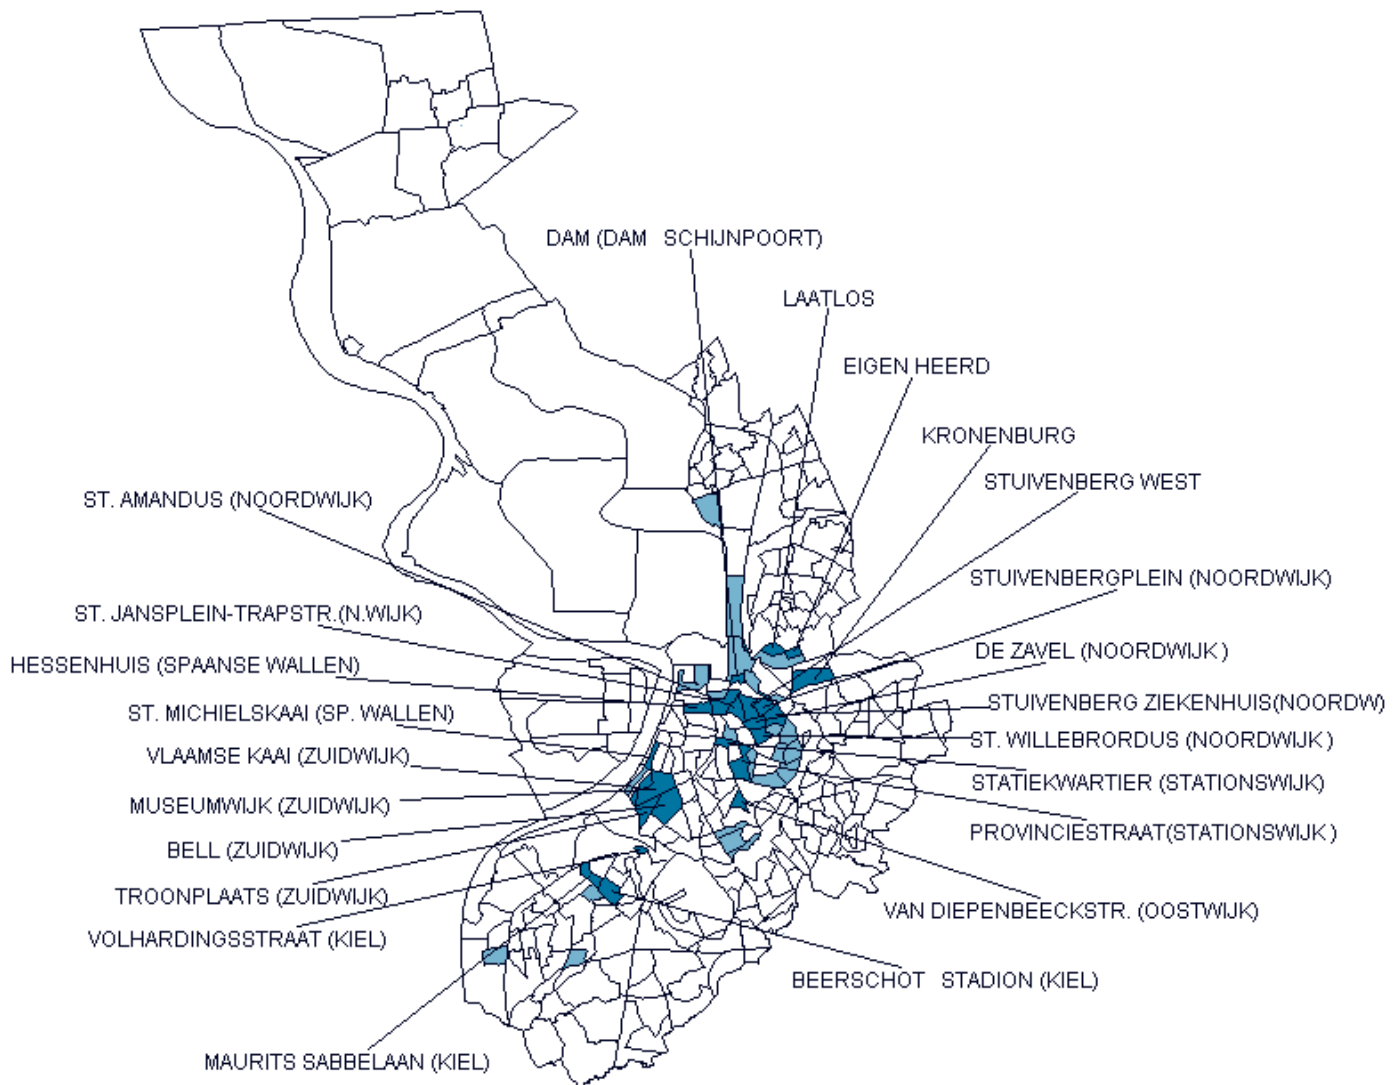 DAM (DAM SCHIJNPOORT)
LAATLOS
EIGEN HEERD
KRONENBURG
STUIVENBERG WEST
ST. AMANDUS (NOORDWIJK)
STUIVENBERGPLEIN (NOORDWIJK)
ST. JANSPLEIN-TRAPSTR.(N.WIJK)
DE ZAVEL (NOORDWIJK )
HESSENHUIS (SPAANSE WALLEN)
STUIVENBERG ZIEKENHUIS(NOORDW)
ST. MICHIELSKAAI (SP. WALLEN)
ST. WILLEBRORDUS (NOORDWIJK )
VLAAMSE KAAI (ZUIDWIJK)
STATIEKWARTIER (STATIONSWIJK)
MUSEUMWIJK (ZUIDWIJK)
PROVINCIESTRAAT(STATIONSWIJK )
BELL (ZUIDWIJK)
TROONPLAATS (ZUIDWIJK)
VAN DIEPENBEECKSTR. (OOSTWIJK)
VOLHARDINGSSTRAAT (KIEL)
BEERSCHOT STADION (KIEL)
MAURITS SABBELAAN (KIEL)